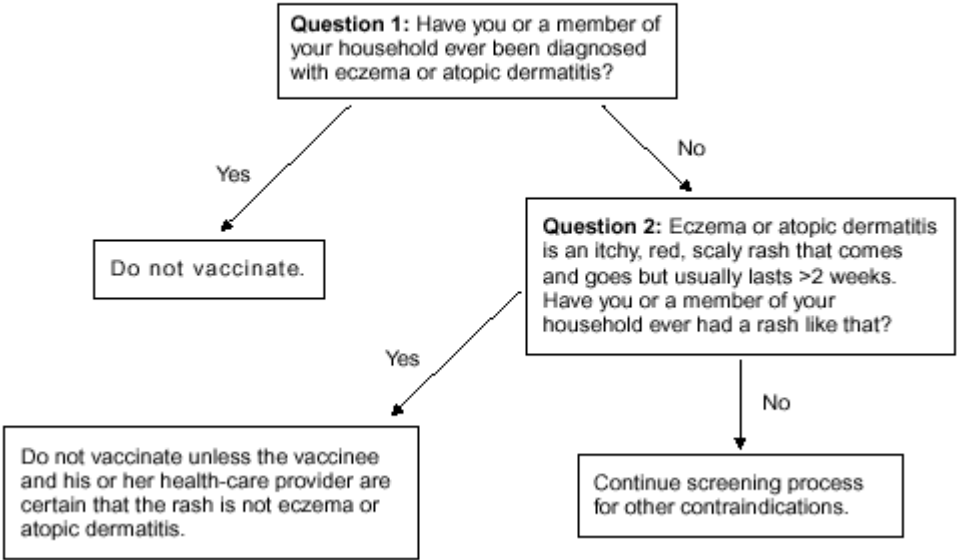 Question 1: Have you or a member of
your household ever been diagnosed
with eczema or atopic dermatitis?
Yes
No
Do not vaccinate.
Question 2: Eczema or atopic dermatitis
is an itchy, red, scaly rash that comes
and goes but usually lasts >2 weeks.
Have you or a member of your
household ever had a rash like that?
Yes
No
Do not vaccinate unless the vaccinee
and his or her health-care provider are
certain that the rash is not eczema or
atopic dermatitis.
Continue screening process
for other contraindications.